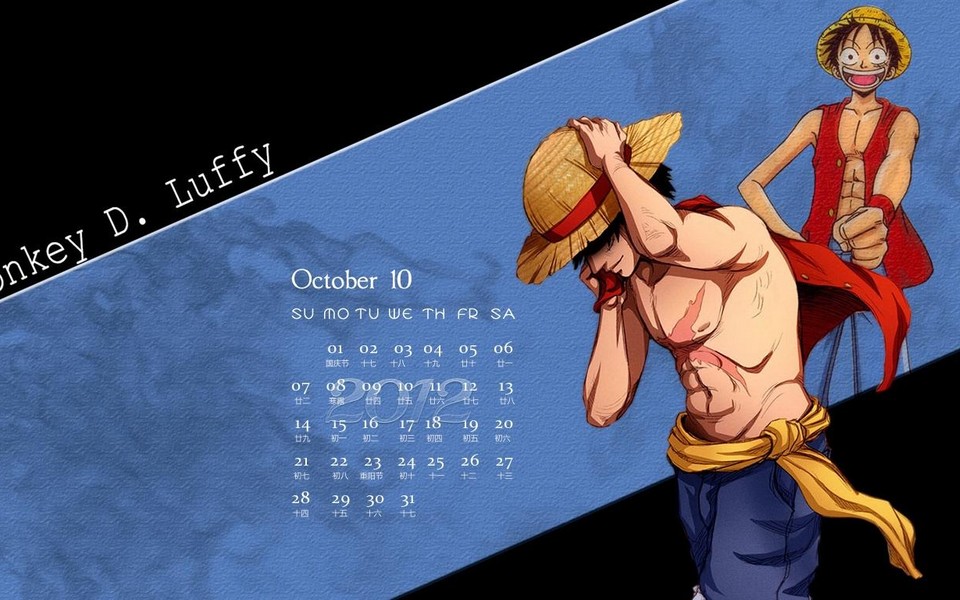 onkey D. Luffy
October 10
SU MO TU WE TH FR SA
01 02 03 04 05 06
国庆节 十七 十八 十九 廿十 廿一
2012
07 08 09 10 11 12 13
廿二 寒露 廿四 廿五 廿六 廿七 廿八
14 15 16 17 18 19 20
廿九 初一 初二 初三 初四 初五 初六
21 22 23 24 25 26 27
初七 初八 重阳节 初十 十一 十二 十三
28 29 30 31
十四 十五 十六 十七